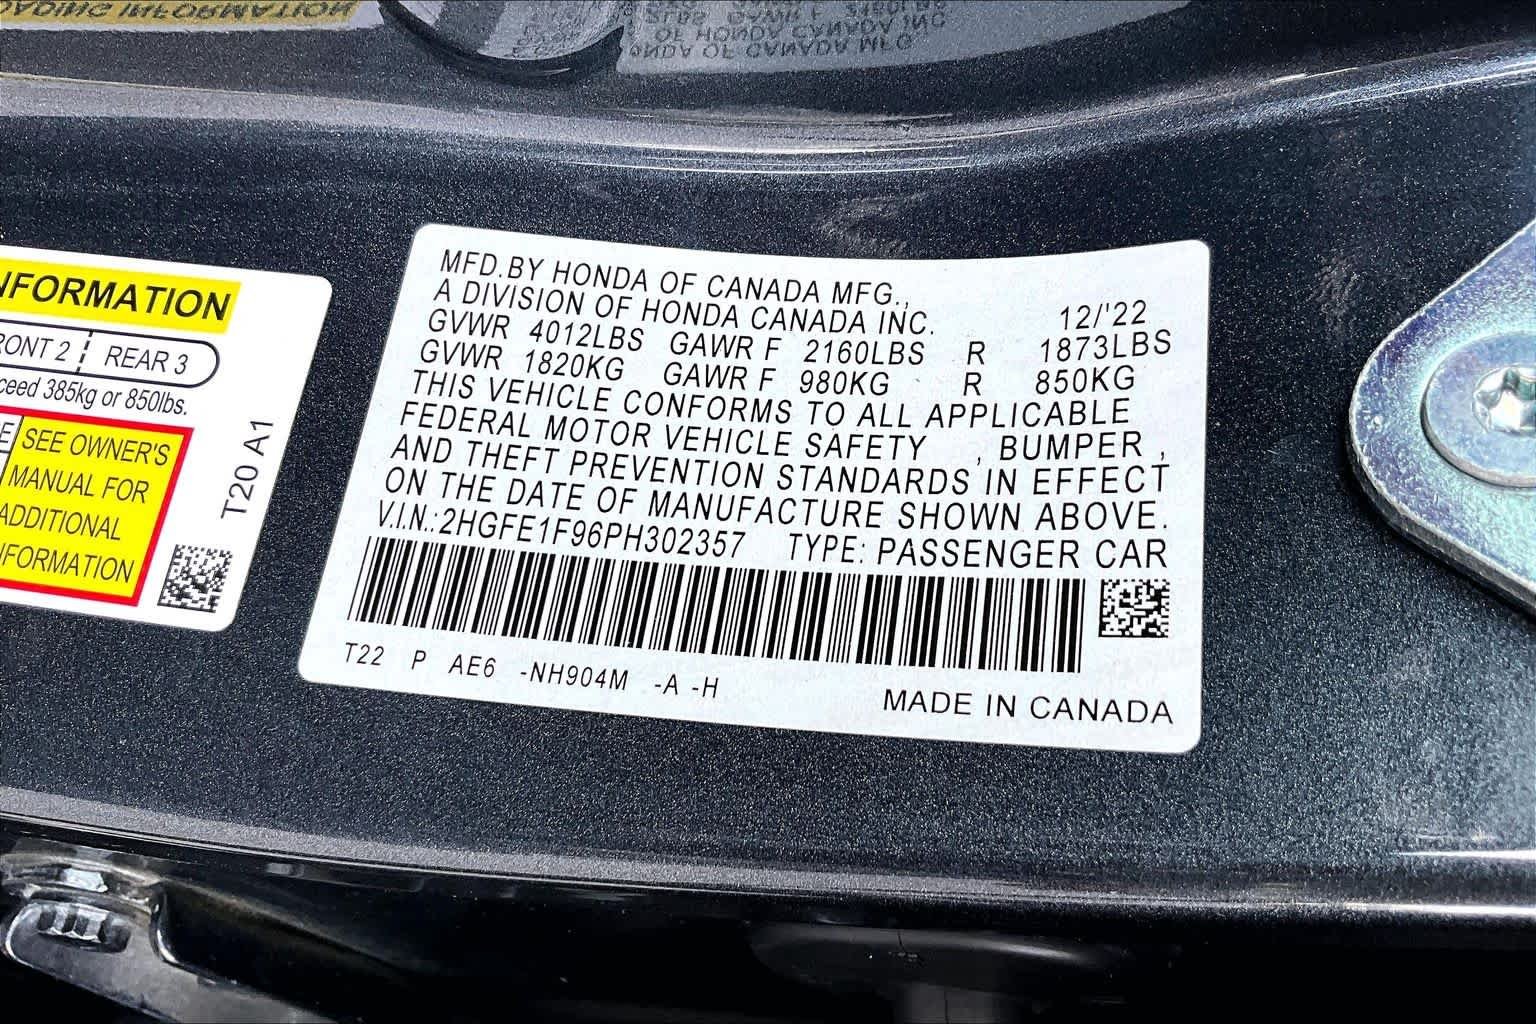 NFORMATION
RONT 2 REAR 3
ceed 385kg or 850lbs.
E
SEE OWNER'S
MANUAL FOR
ADDITIONAL
NFORMATION
T20 A1
MFD.BY HONDA OF CANADA MFG.,
A DIVISION OF HONDA CANADA INC. 12/'22
GVWR 4012LBS GAWR F 2160LBS R 1873LBS
GVWR 1820KG GAWR F 980KG R 850KG
THIS VEHICLE CONFORMS TO ALL APPLICABLE
FEDERAL MOTOR VEHICLE SAFETY , BUMPER ,
AND THEFT PREVENTION STANDARDS IN EFFECT
ON THE DATE OF MANUFACTURE SHOWN ABOVE.
V.I.N.:2HGFE1F96PH302357 TYPE: PASSENGER CAR
T22 P AE6 -NH904M -A -H
MADE IN CANADA